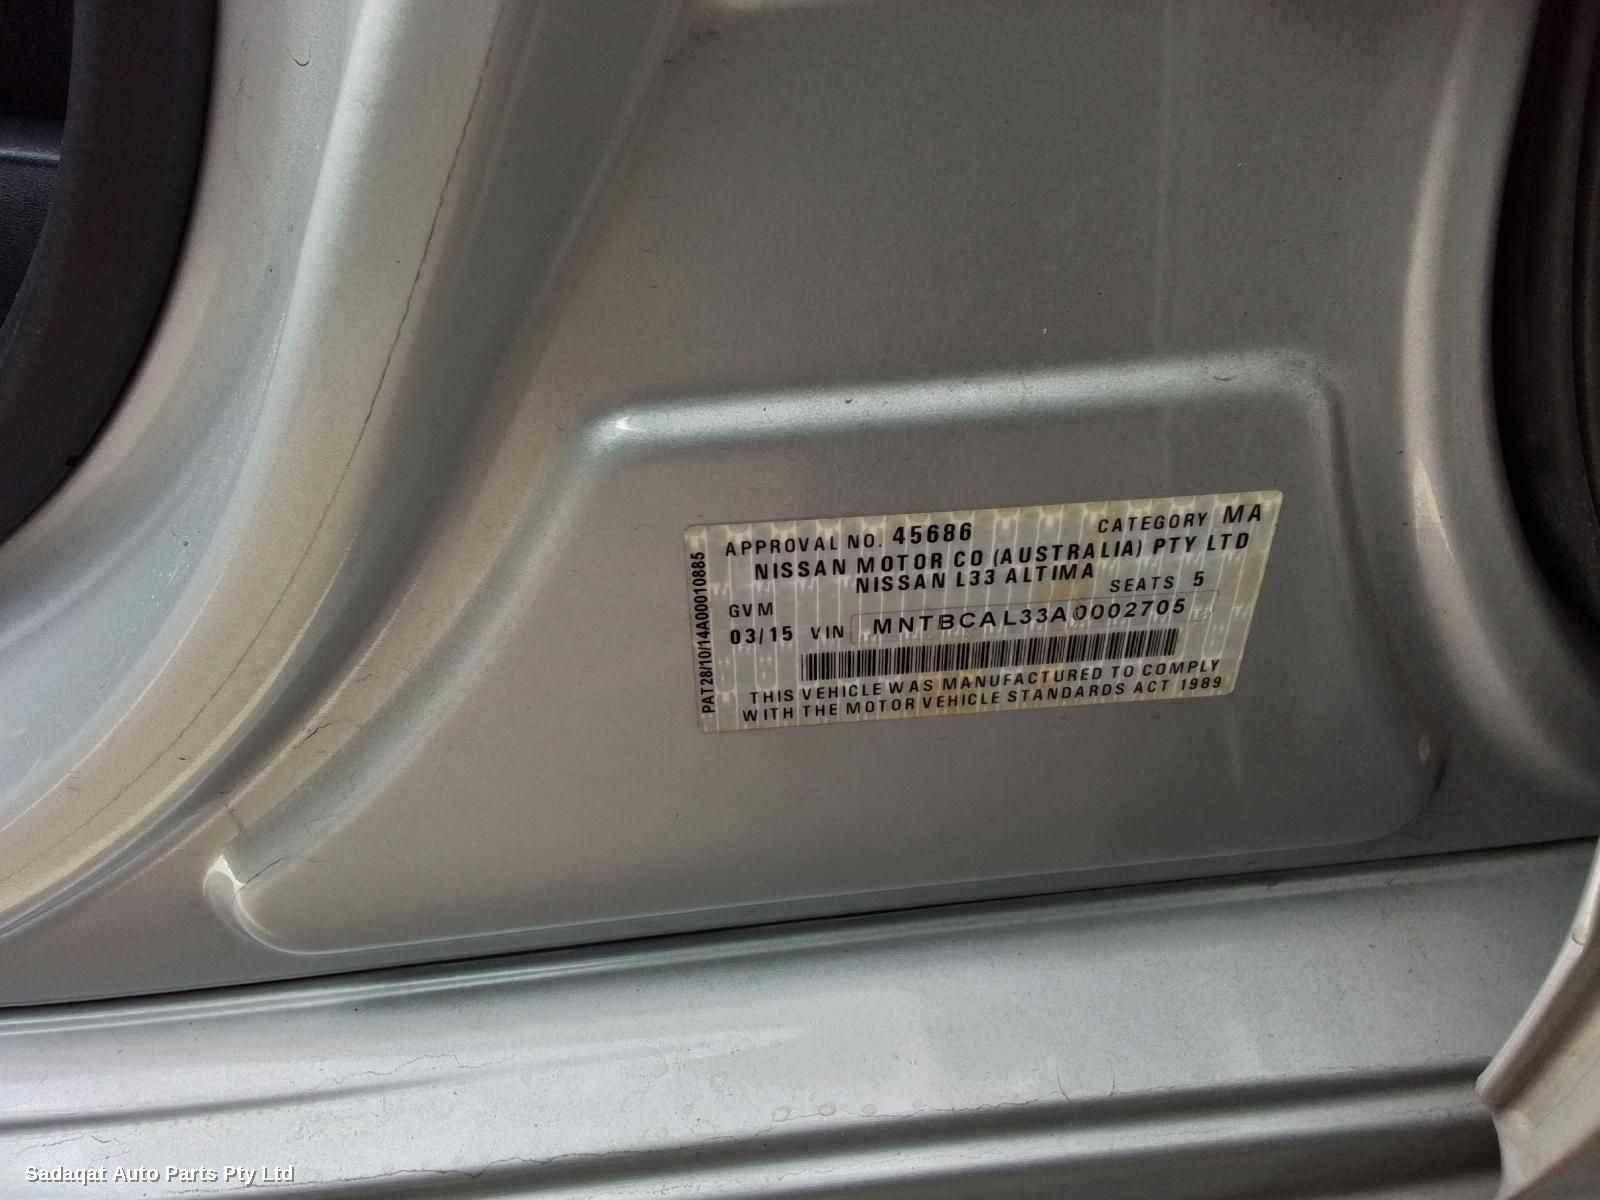 APPROVAL NO. 45686 CATEGORY MA
NISSAN MOTOR CO (AUSTRALIA) PTY LTD
NISSAN L33 ALTIMA
SEATS 5
GVM
03/15 VIN MNTBCAL33A0002705
THIS VEHICLE WAS MANUFACTURED TO COMPLY
WITH THE MOTOR VEHICLE STANDARDS ACT 1989
PAT28/10/14A00010885
Sadaqat Auto Parts Pty Ltd